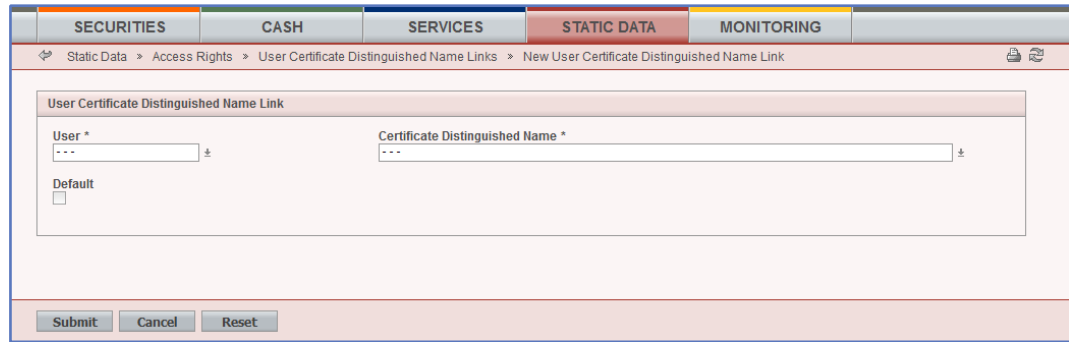 SECURITIES CASH SERVICES STATIC DATA MONITORING
Static Data » Access Rights » User Certificate Distinguished Name Links » New User Certificate Distinguished Name Link
User Certificate Distinguished Name Link
User * Certificate Distinguished Name *
--- ---
Default
Submit Cancel Reset